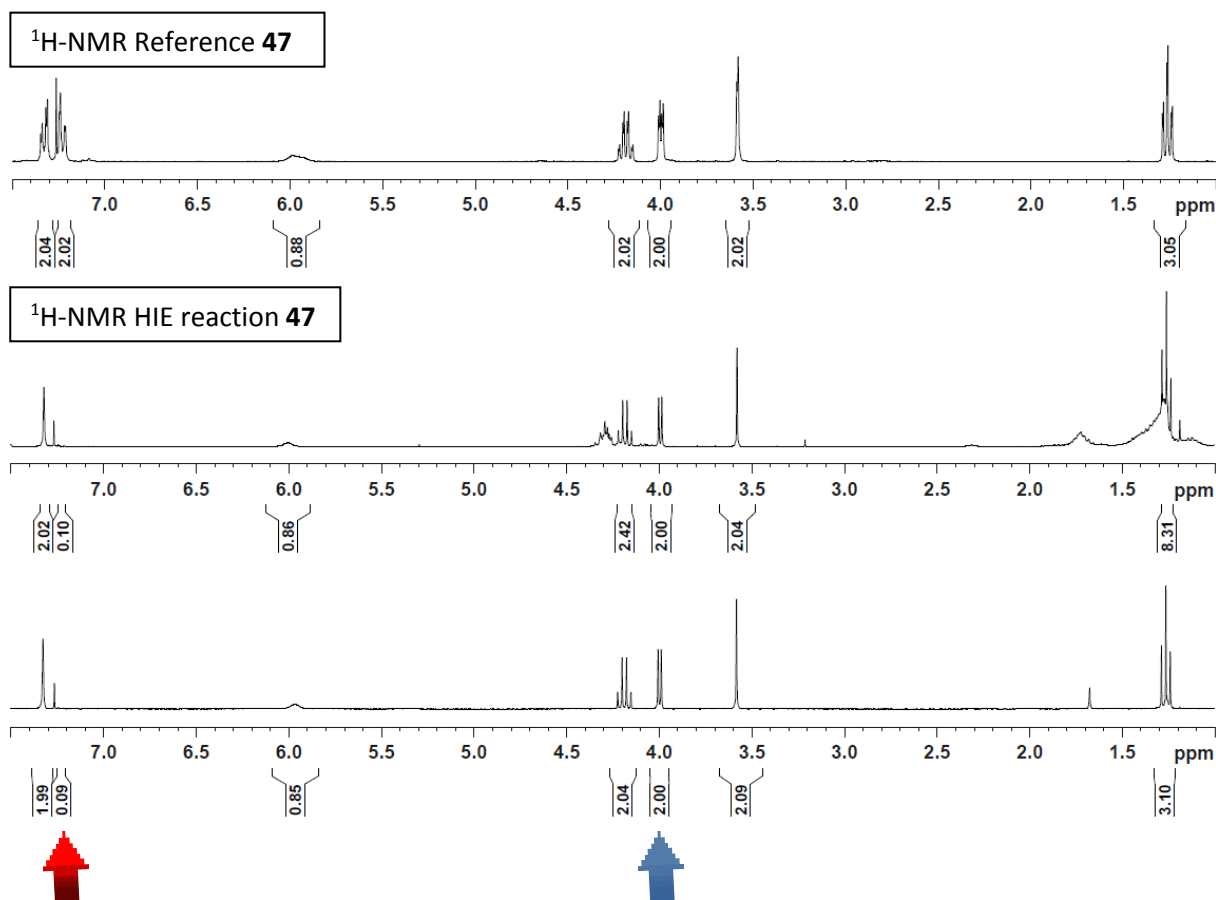 ¹H-NMR Reference 47
7.0 6.5 6.0 5.5 5.0 4.5 4.0 3.5 3.0 2.5 2.0 1.5 ppm
2.04 2.02 0.88 2.02 2.00 2.02 3.05
¹H-NMR HIE reaction 47
7.0 6.5 6.0 5.5 5.0 4.5 4.0 3.5 3.0 2.5 2.0 1.5 ppm
2.02 0.10 0.86 2.42 2.00 2.04 8.31
7.0 6.5 6.0 5.5 5.0 4.5 4.0 3.5 3.0 2.5 2.0 1.5 ppm
1.99 0.09 0.85 2.04 2.00 2.09 3.10